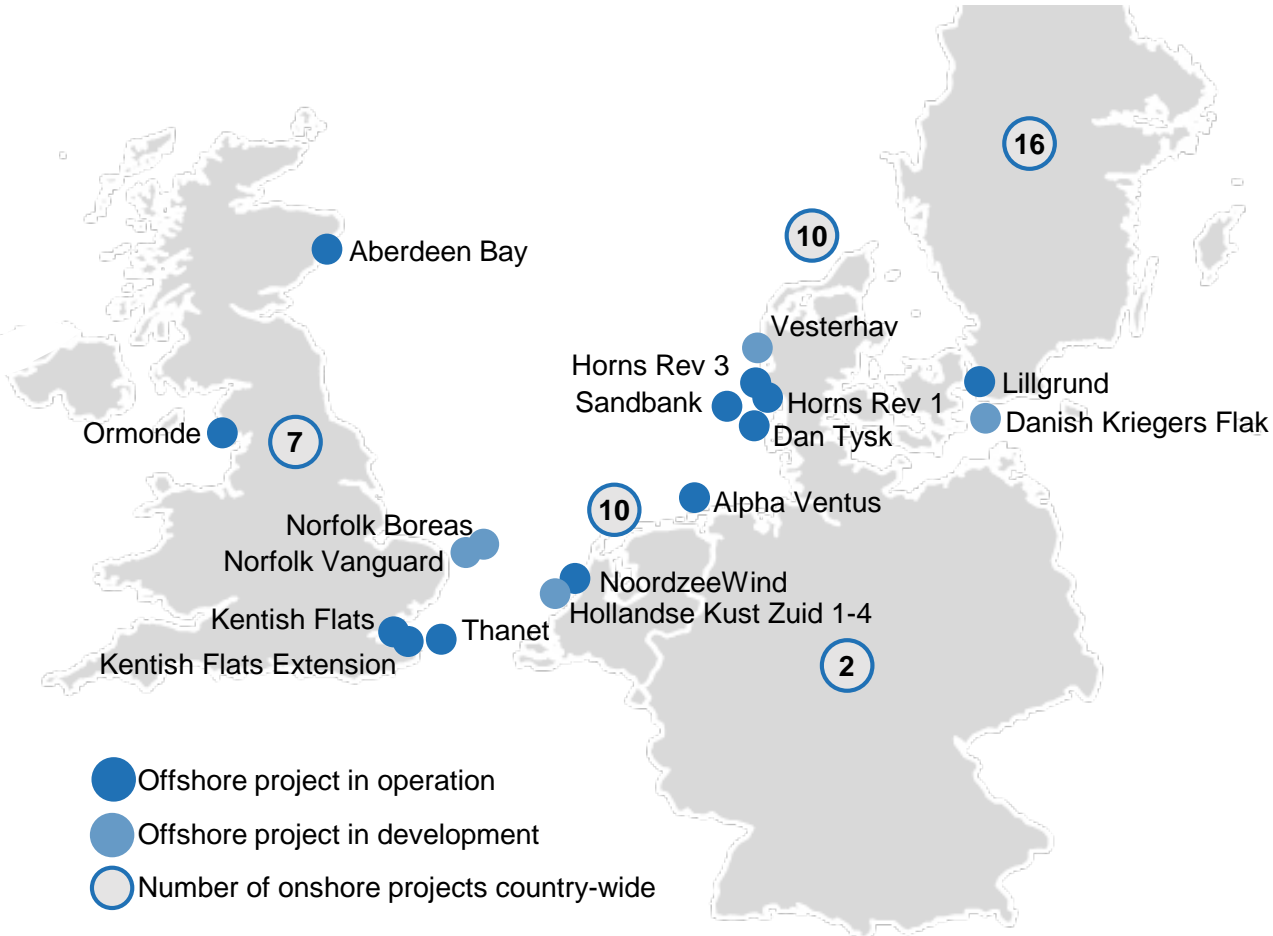 16
10
Aberdeen Bay
Vesterhav
Horns Rev 3
Sandbank
Horns Rev 1
Dan Tysk
Lillgrund
Danish Kriegers Flak
Ormonde
7
Alpha Ventus
10
Norfolk Boreas
Norfolk Vanguard
NoordzeeWind
Hollandse Kust Zuid 1-4
Kentish Flats
Thanet
Kentish Flats Extension
2
Offshore project in operation
Offshore project in development
Number of onshore projects country-wide